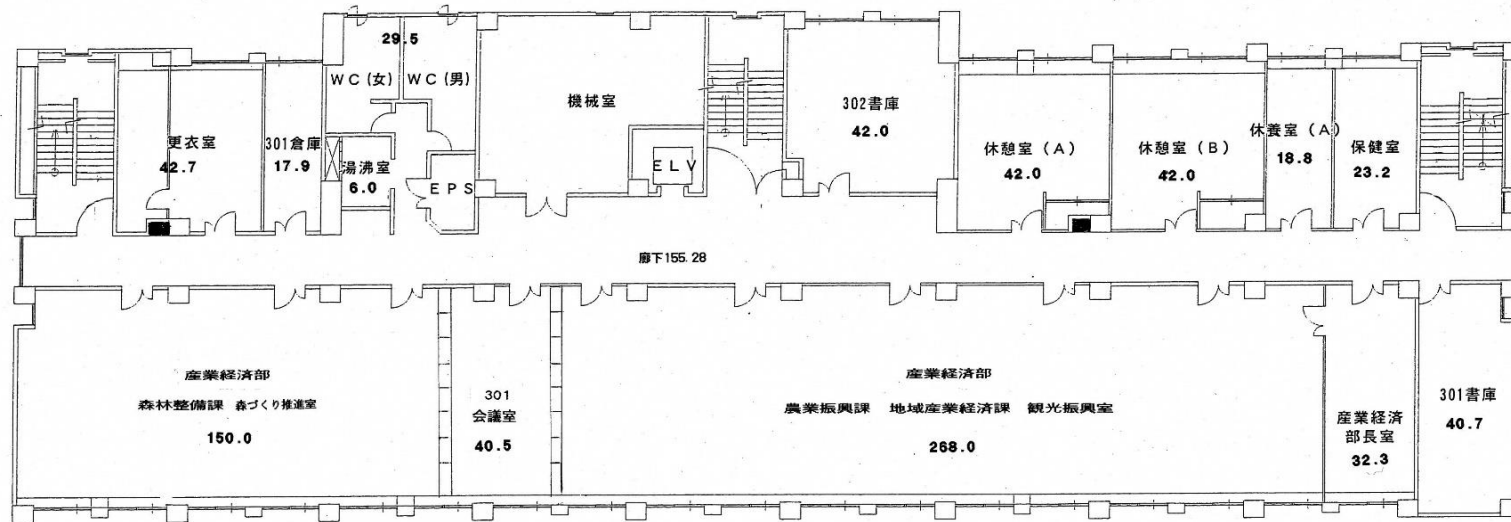 29.5
WC(女)
WC(男)
機械室
更衣室
42.7
301倉庫
17.9
湯沸室
6.0
EPS
ELV
302書庫
42.0
休憩室(A)
42.0
休憩室(B)
42.0
休養室(A)
18.8
保健室
23.2
廊下155.28
産業経済部
森林整備課 森づくり推進室
150.0
301
会議室
40.5
産業経済部
農業振興課 地域産業経済課 観光振興室
268.0
産業経済
部長室
32.3
301書庫
40.7